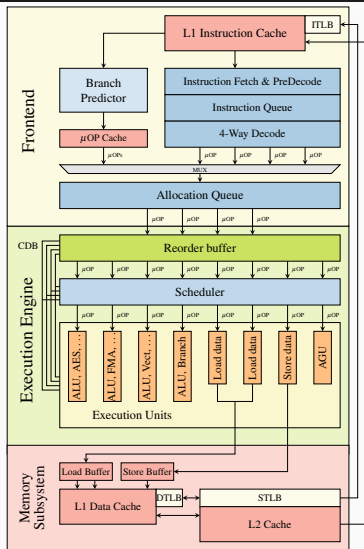 ITLB
L1 Instruction Cache
Frontend
Branch
Predictor
Instruction Fetch & PreDecode
Instruction Queue
4-Way Decode
µOP Cache
µOPs
µOP µOP µOP µOP
MUX
Allocation Queue
µOP µOP µOP µOP
Execution Engine
CDB
Reorder buffer
µOP µOP µOP µOP µOP µOP µOP µOP
Scheduler
µOP µOP µOP µOP µOP µOP µOP µOP
ALU, AES, ...
ALU, FMA, ...
ALU, Vect, ...
ALU, Branch
Load data
Load data
Store data
AGU
Execution Units
Memory
Subsystem
Load Buffer
Store Buffer
L1 Data Cache
DTLB
STLB
L2 Cache